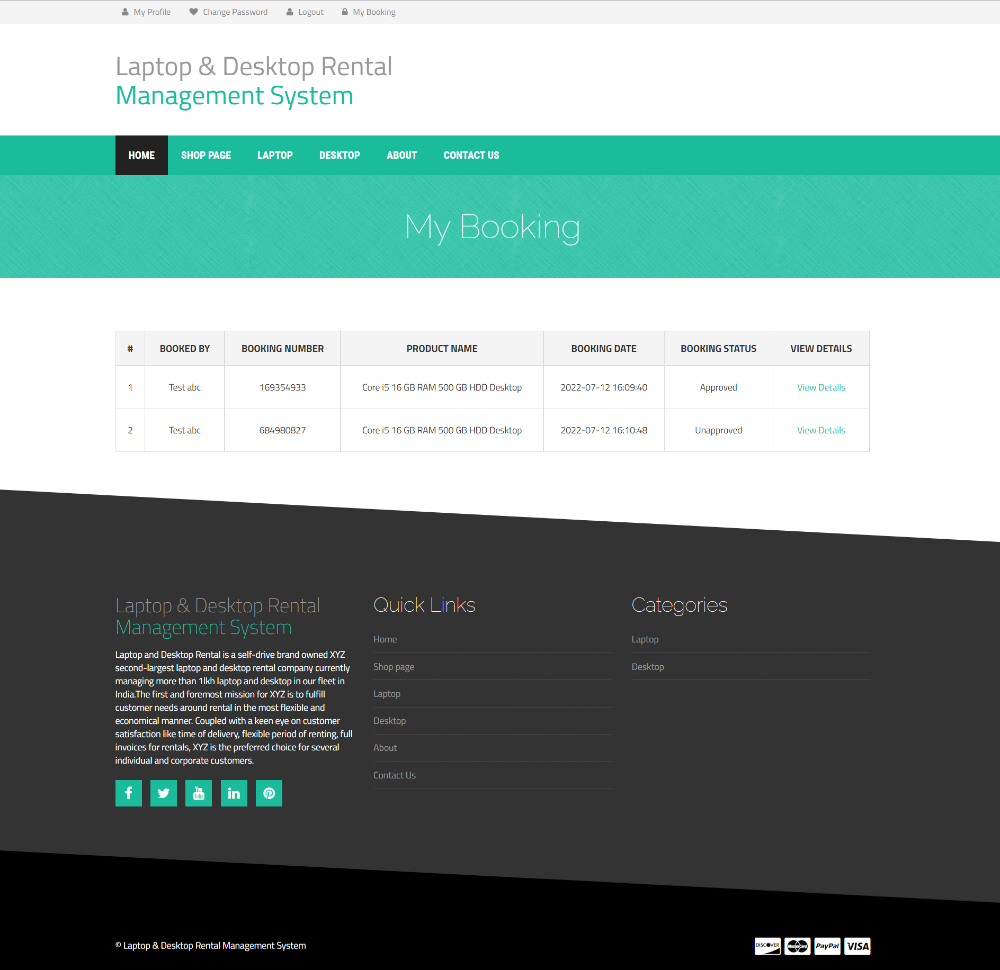 My Profile Change Password Logout My Booking
Laptop & Desktop Rental
Management System
HOME SHOP PAGE LAPTOP DESKTOP ABOUT CONTACT US
My Booking
# BOOKED BY BOOKING NUMBER PRODUCT NAME BOOKING DATE BOOKING STATUS VIEW DETAILS
1 Test abc 169354933 Core i5 16 GB RAM 500 GB HDD Desktop 2022-07-12 16:09:40 Approved View Details
2 Test abc 684980827 Core i5 16 GB RAM 500 GB HDD Desktop 2022-07-12 16:10:48 Unapproved View Details
Laptop & Desktop Rental
Management System
Laptop and Desktop Rental is a self-drive brand owned XYZ
second-largest laptop and desktop rental company currently
managing more than 1lkh laptop and desktop in our fleet in
India.The first and foremost mission for XYZ is to fulfill
customer needs around rental in the most flexible and
economical manner. Coupled with a keen eye on customer
satisfaction like time of delivery, flexible period of renting, full
invoices for rentals, XYZ is the preferred choice for several
individual and corporate customers.
You
Tube
in
Quick Links
Home
Shop page
Laptop
Desktop
About
Contact Us
Categories
Laptop
Desktop
© Laptop & Desktop Rental Management System
DISCOVER MasterCard PayPal VISA